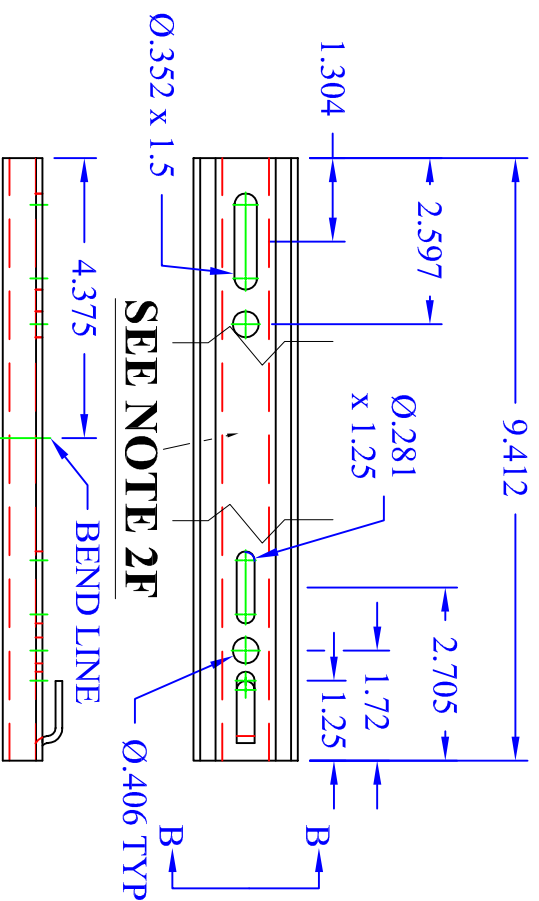 9.412
2.597
1.304
Ø.352 x 1.5
Ø.281
x 1.25
2.705
1.72
1.25
B
B
Ø.406 TYP
SEE NOTE 2F
4.375
BEND LINE